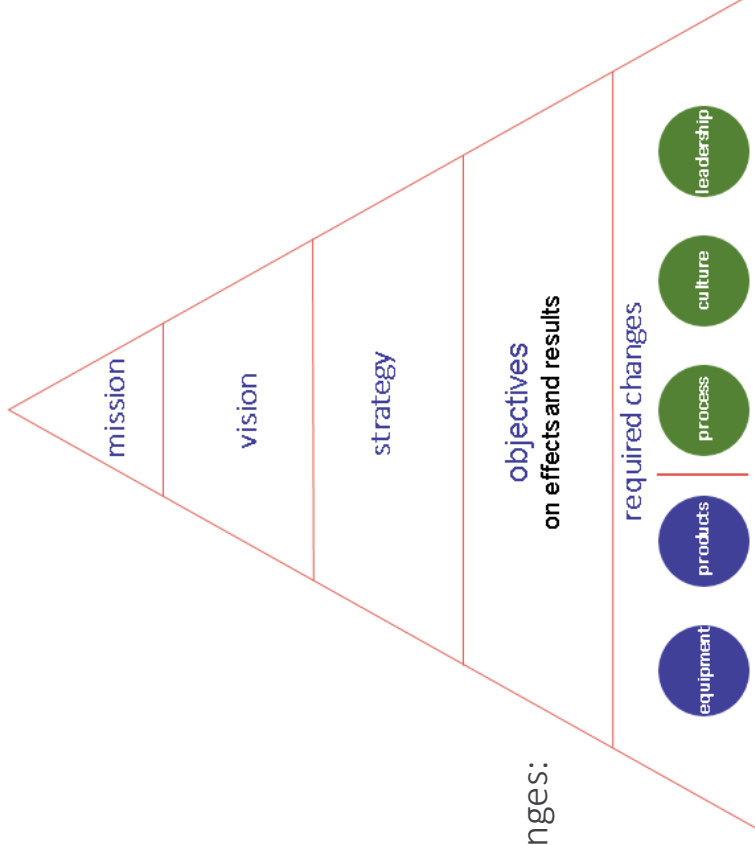 mission
vision
strategy
objectives
on effects and results
required changes
equipment
products
process
culture
leadership
nges: